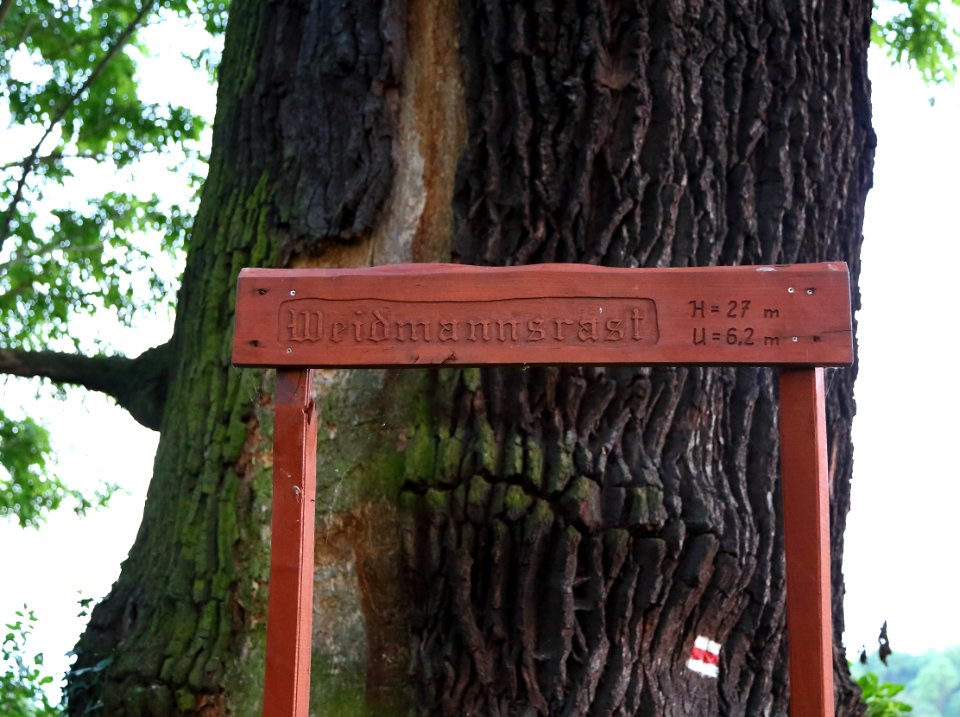 Weidmannsrast
H = 27 m
U = 6,2 m